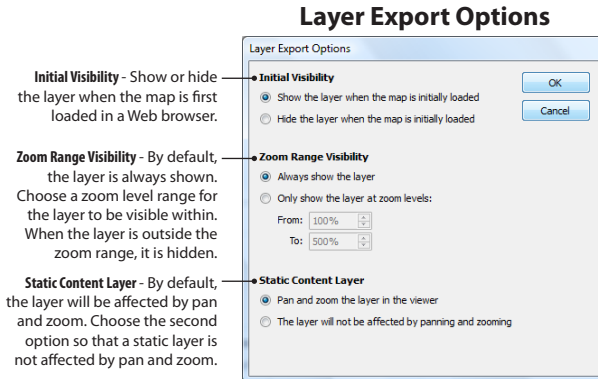 Layer Export Options
Layer Export Options
Initial Visibility - Show or hide
the layer when the map is first
loaded in a Web browser.
Initial Visibility
Show the layer when the map is initially loaded
Hide the layer when the map is initially loaded
OK
Cancel
Zoom Range Visibility - By default,
the layer is always shown.
Choose a zoom level range for
the layer to be visible within.
When the layer is outside the
zoom range, it is hidden.
Zoom Range Visibility
Always show the layer
Only show the layer at zoom levels:
From: 100%
To: 500%
Static Content Layer - By default,
the layer will be affected by pan
and zoom. Choose the second
option so that a static layer is
not affected by pan and zoom.
Static Content Layer
Pan and zoom the layer in the viewer
The layer will not be affected by panning and zooming